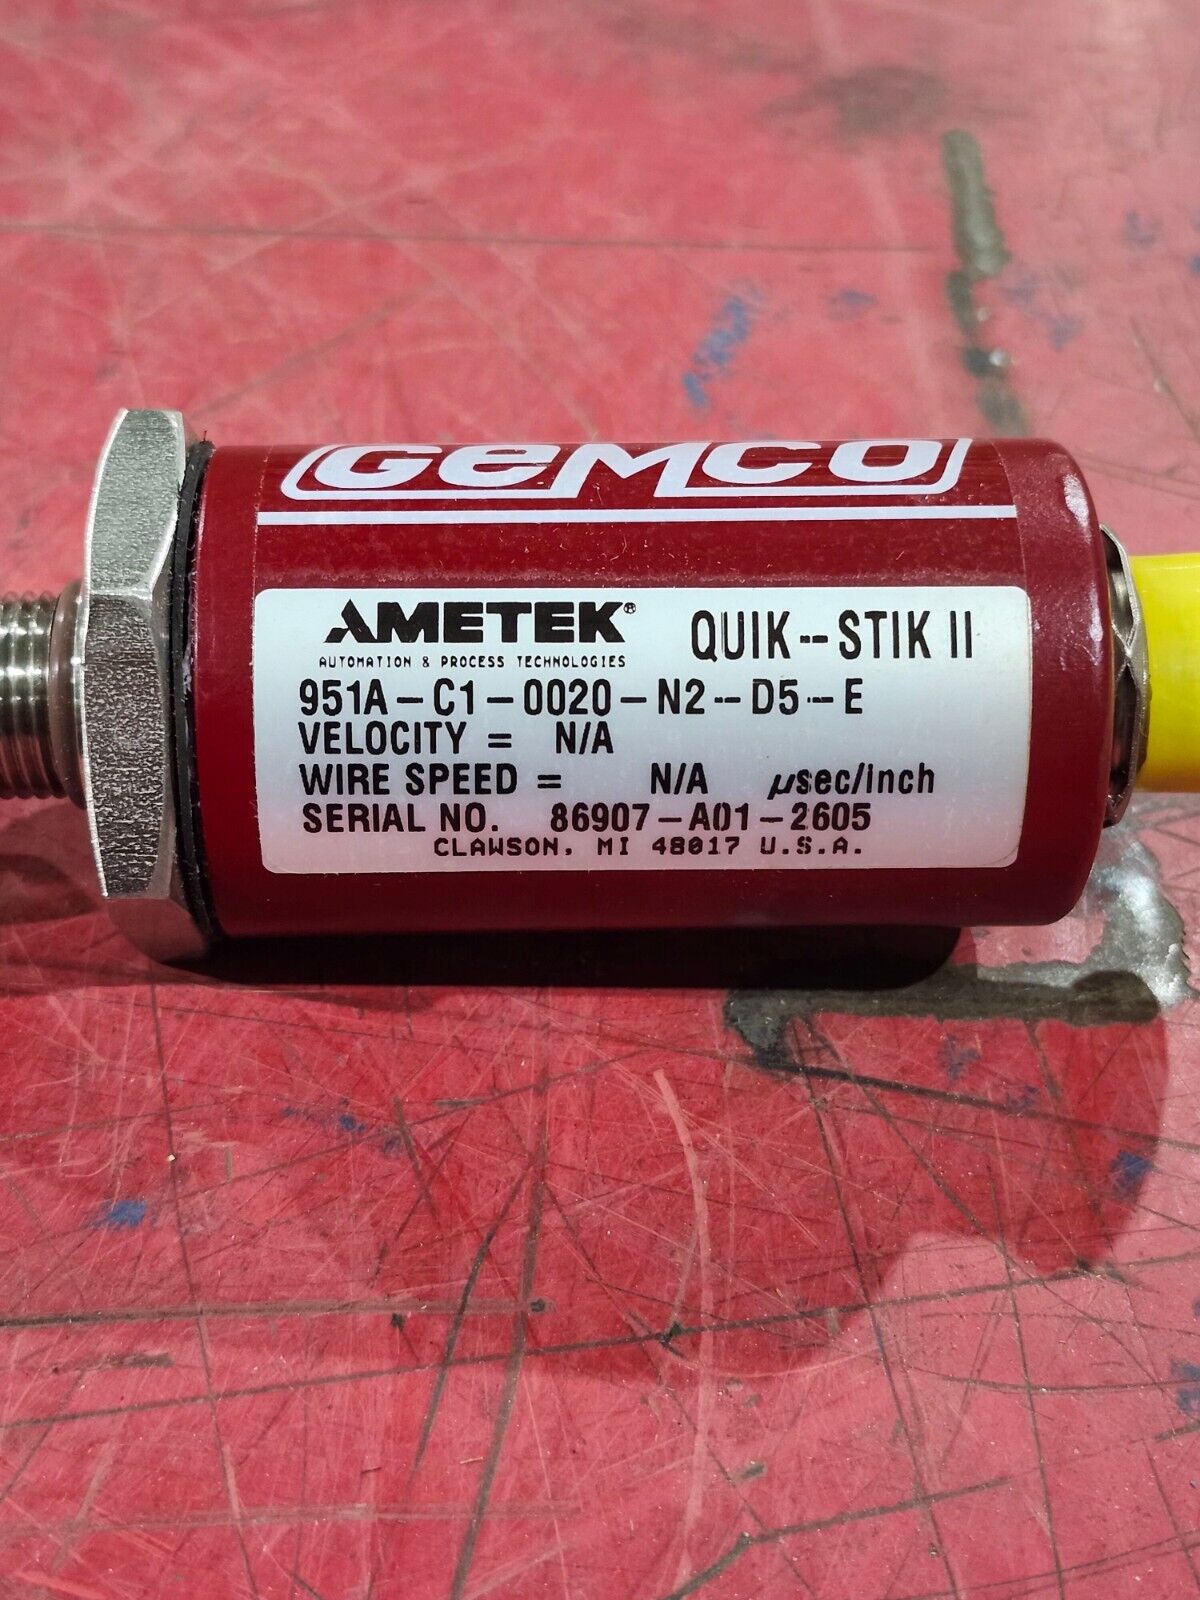 GEMCO
AMETEK® QUIK--STIK II
AUTOMATION & PROCESS TECHNOLOGIES
951A-C1-0020-N2--D5--E
VELOCITY = N/A
WIRE SPEED = N/A µsec/inch
SERIAL NO. 86907-A01-2605
CLAWSON, MI 48017 U.S.A.